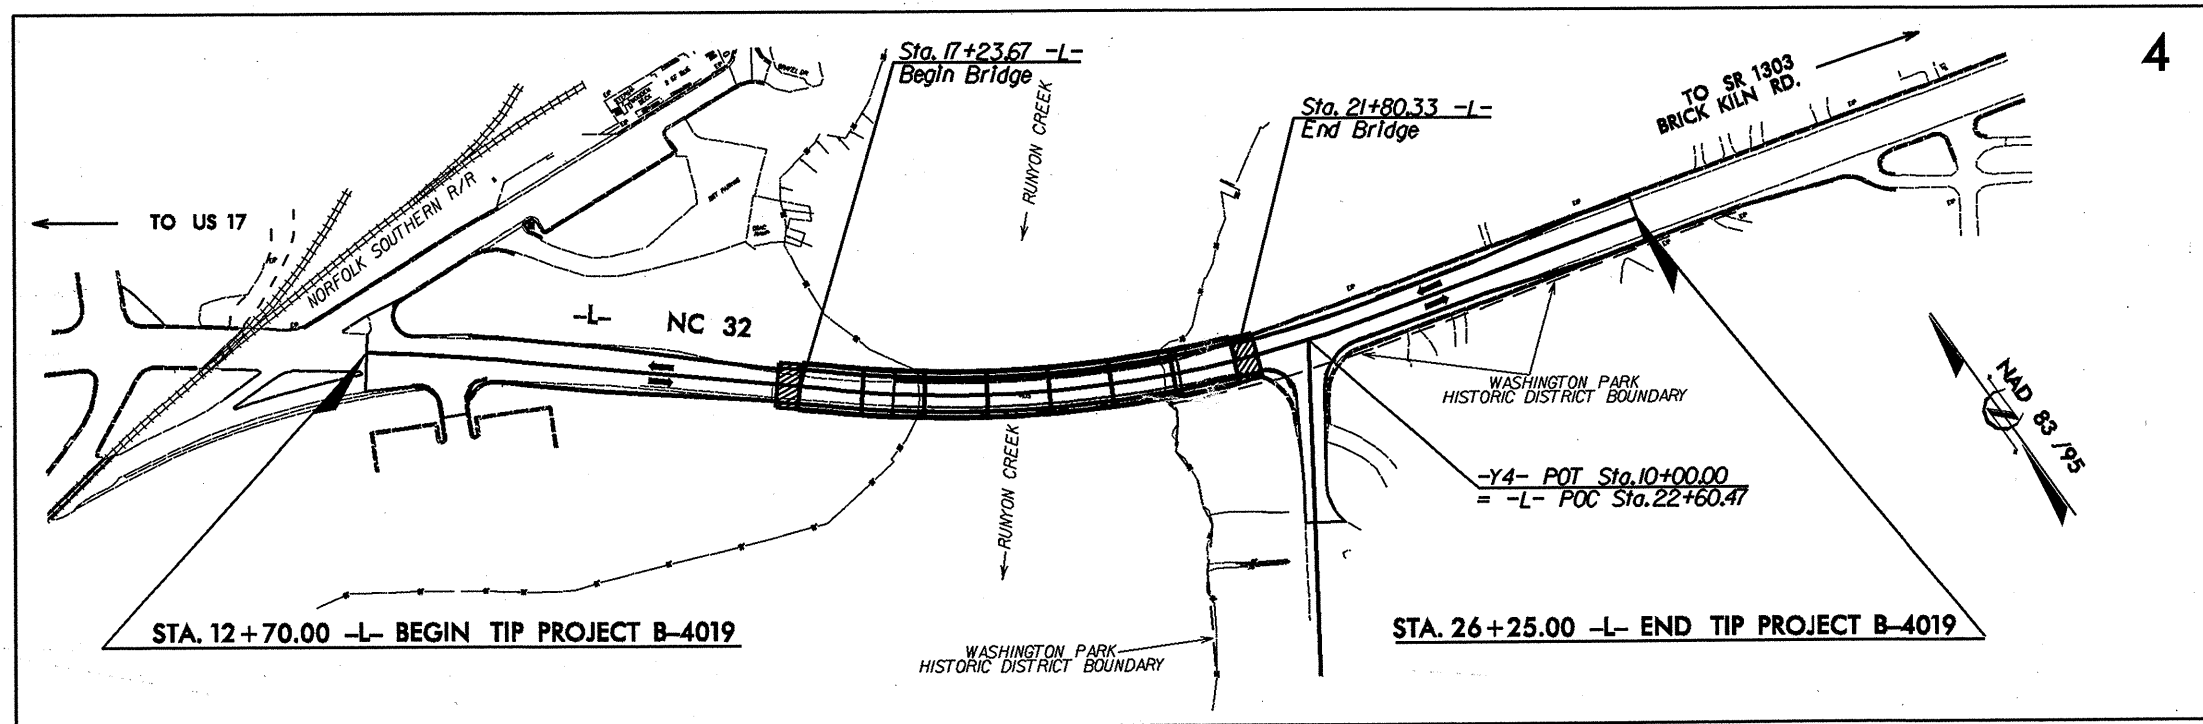 4
Sta. 17+23.67 -L-
Begin Bridge
RUNYON CREEK
Sta. 21+80.33 -L-
End Bridge
TO SR 1303
BRICK KILN RD.
TO US 17
NORFOLK SOUTHERN R/R
-L- NC 32
WASHINGTON PARK
HISTORIC DISTRICT BOUNDARY
NAD 83 /95
RUNYON CREEK
-Y4- POT Sta.10+00.00
= -L- POC Sta.22+60.47
STA. 12+70.00 -L- BEGIN TIP PROJECT B-4019
STA. 26+25.00 -L- END TIP PROJECT B-4019
WASHINGTON PARK
HISTORIC DISTRICT BOUNDARY